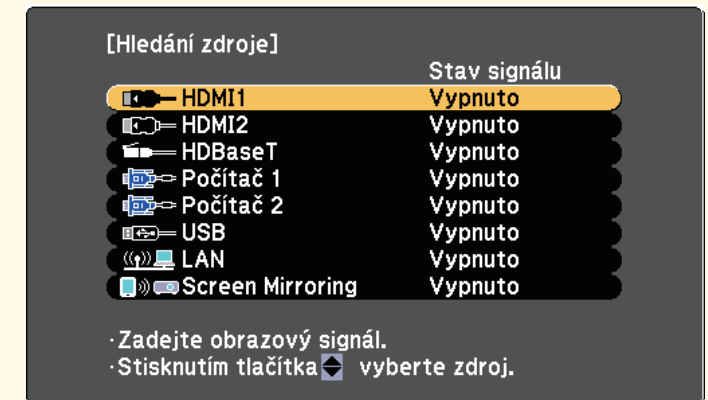 [Hledání zdroje]
Stav signálu
HDMI1 Vypnuto
HDMI2 Vypnuto
HDBaseT Vypnuto
Počítač 1 Vypnuto
Počítač 2 Vypnuto
USB Vypnuto
LAN Vypnuto
Screen Mirroring Vypnuto
·Zadejte obrazový signál.
·Stisknutím tlačítka vyberte zdroj.